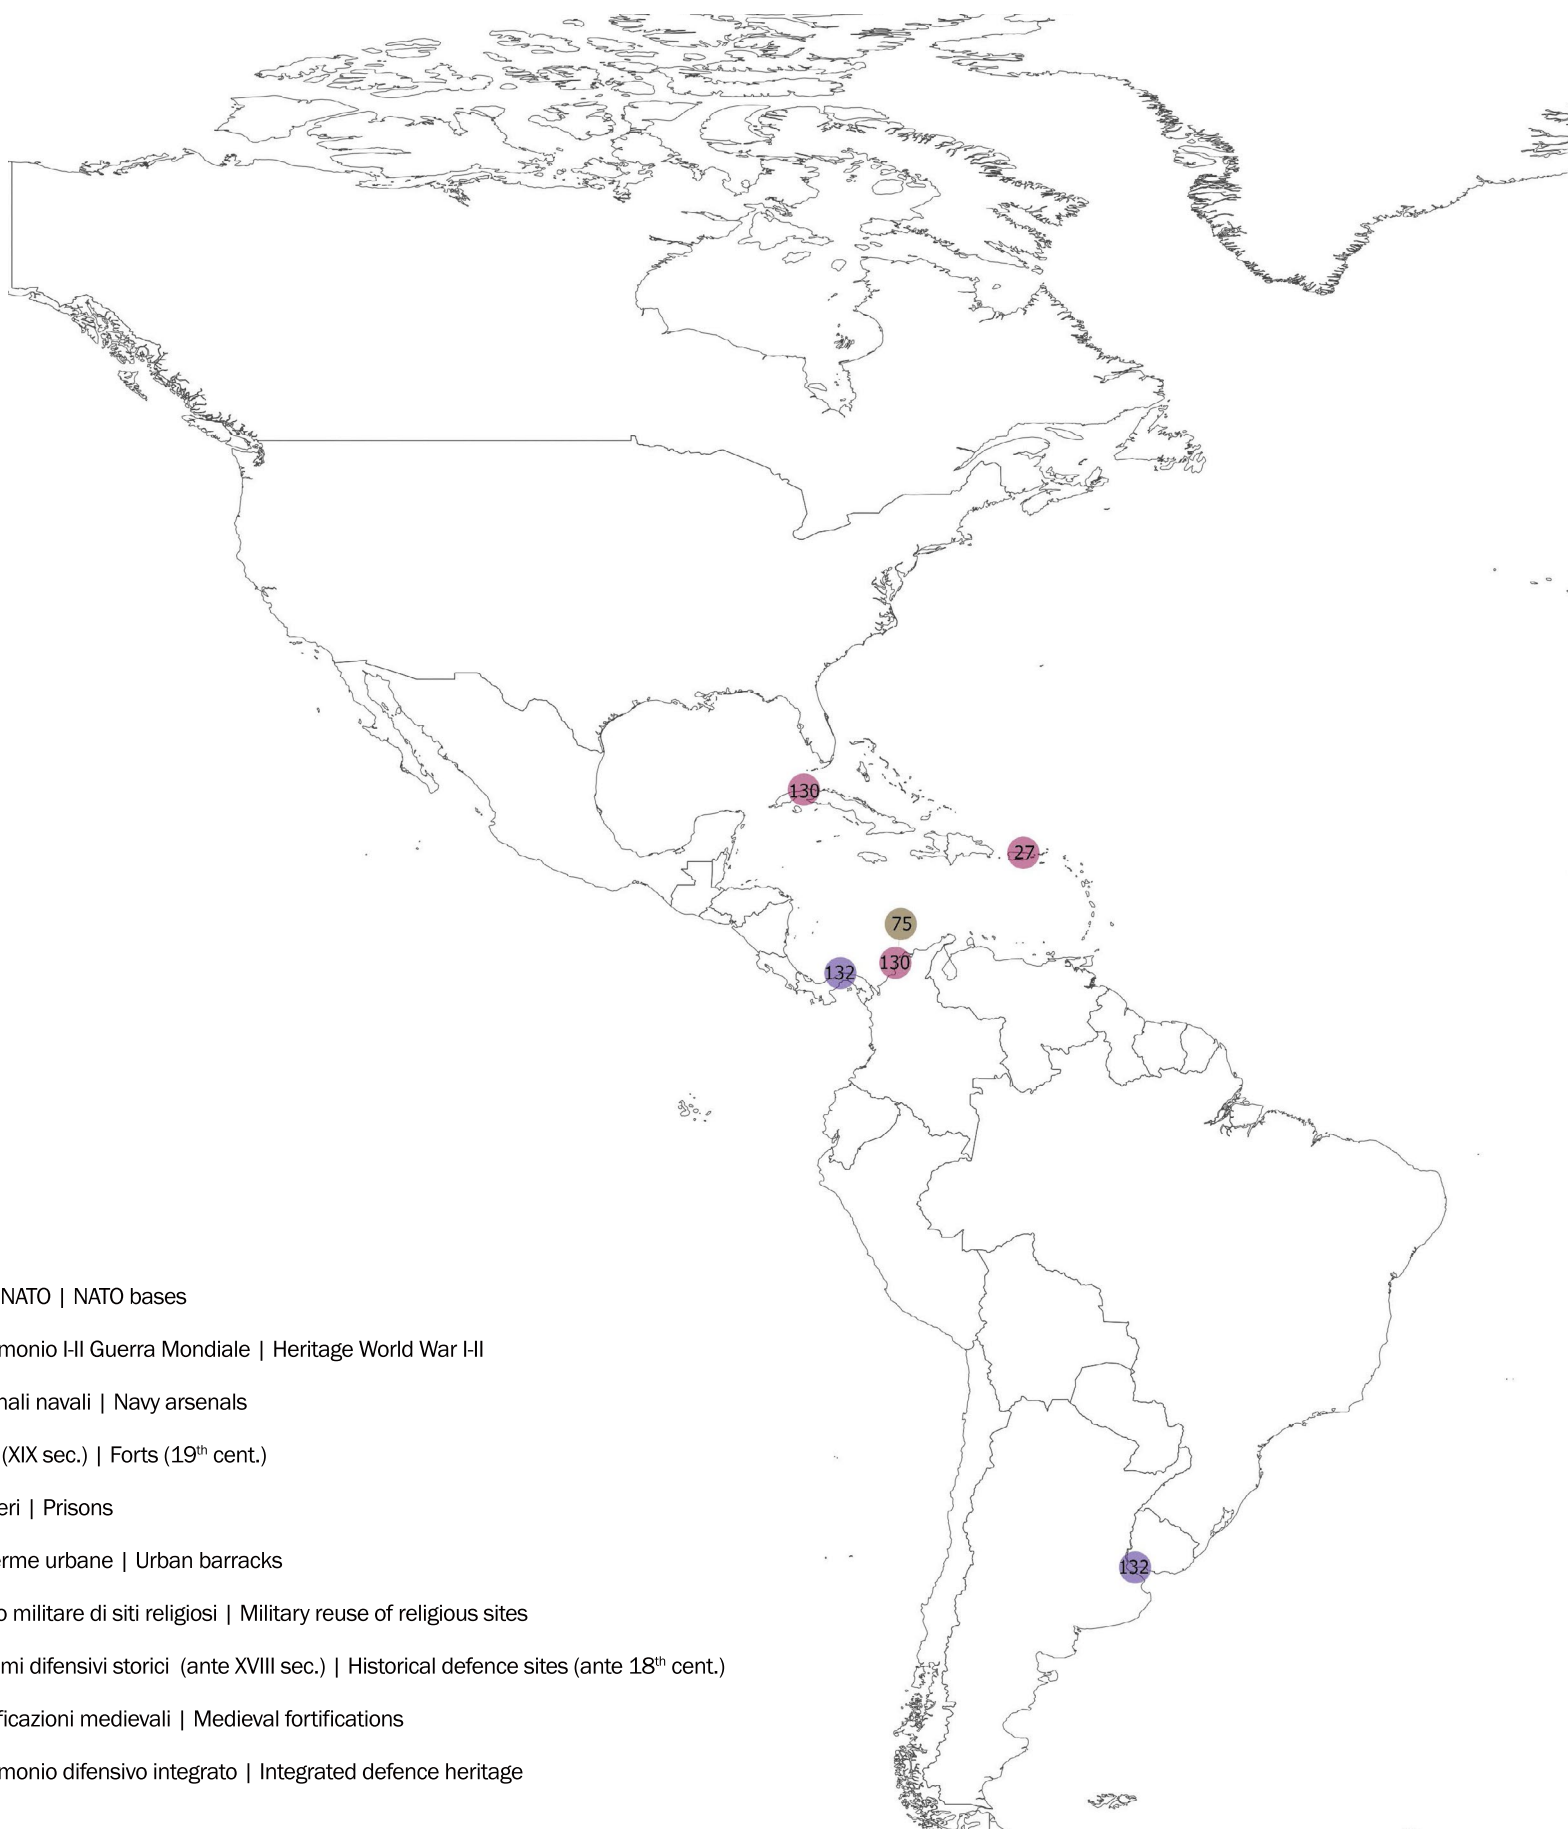 130
27
75
130
132
NATO | NATO bases
monio I-II Guerra Mondiale | Heritage World War I-II
nali navali | Navy arsenals
(XIX sec.) | Forts (19th cent.)
eri | Prisons
erme urbane | Urban barracks
132
o militare di siti religiosi | Military reuse of religious sites
mi difensivi storici (ante XVIII sec.) | Historical defence sites (ante 18th cent.)
ficazioni medievali | Medieval fortifications
monio difensivo integrato | Integrated defence heritage